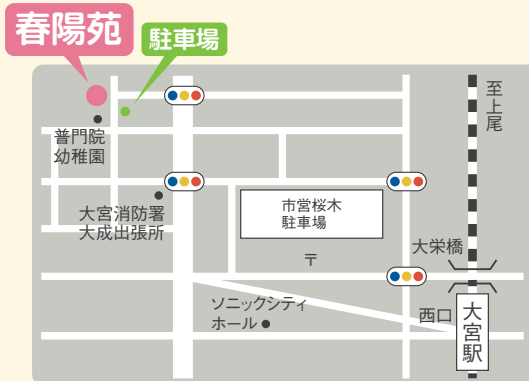 春陽苑
駐車場
至上尾
普門院
幼稚園
大宮消防署
大成出張所
市営桜木
駐車場
〒
大栄橋
ソニックシティ
ホール
西口
大宮駅